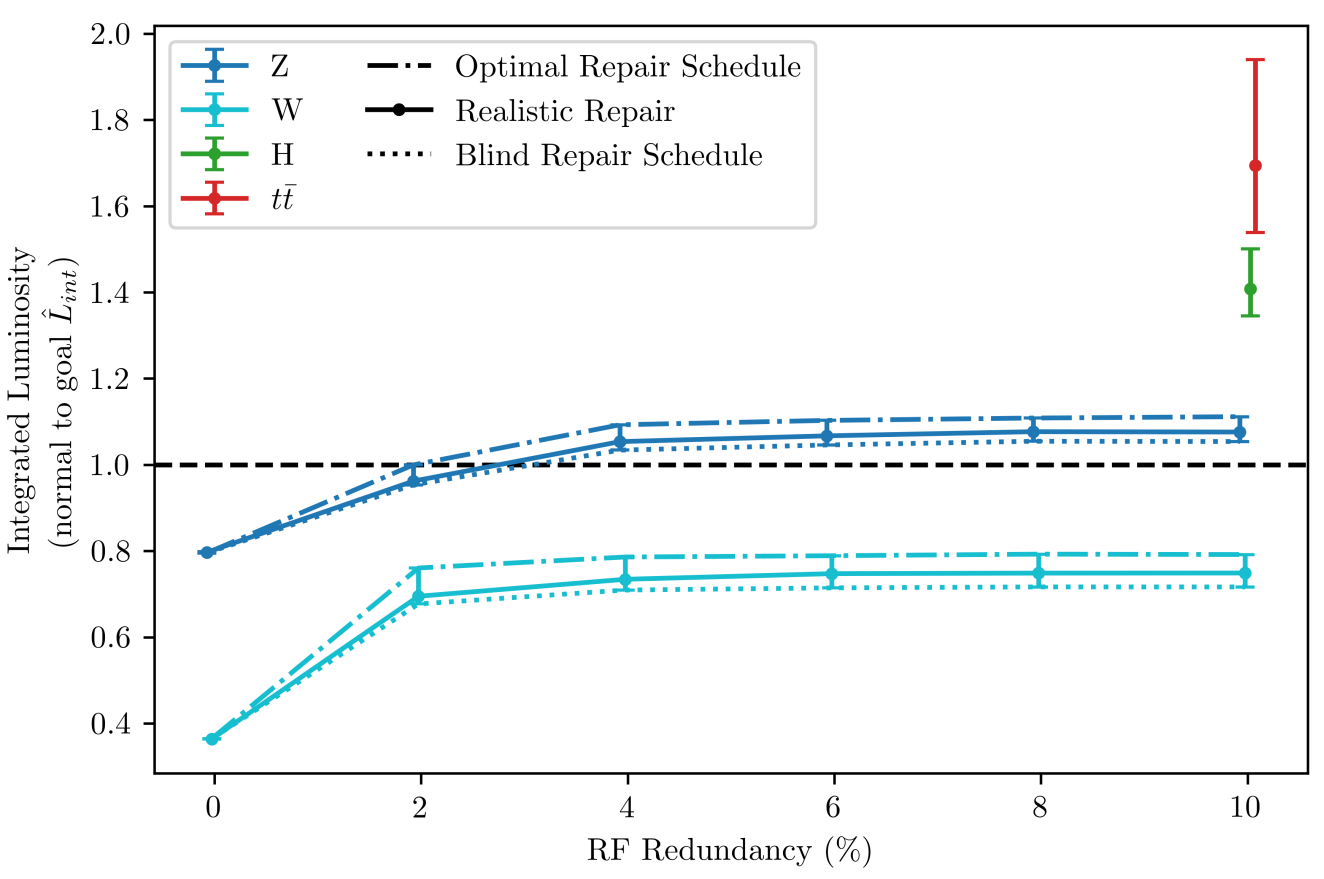 2.0
1.8
1.6
1.4
1.2
1.0
0.8
0.6
0.4
Integrated Luminosity
(normal to goal L̂_int)
Z
W
H
tt̄
Optimal Repair Schedule
Realistic Repair
Blind Repair Schedule
0 2 4 6 8 10
RF Redundancy (%)